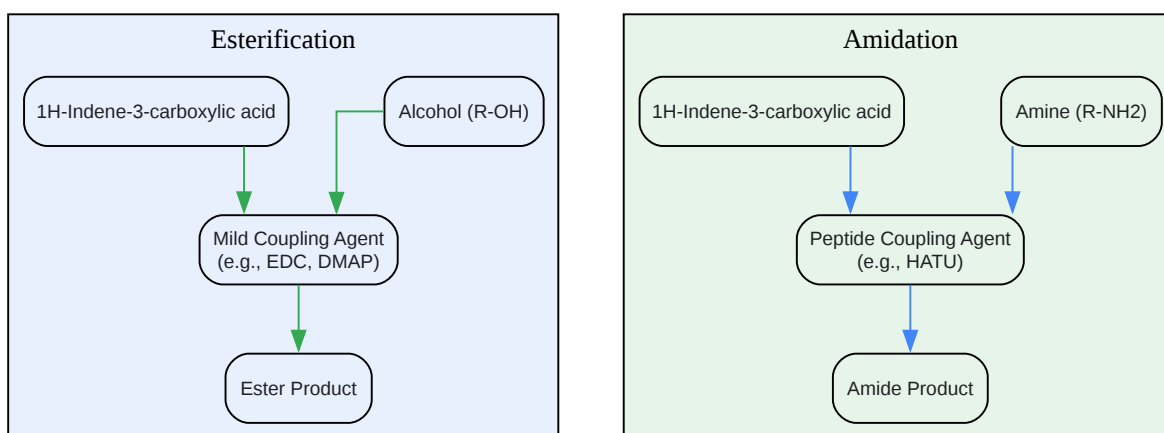 Esterification
1H-Indene-3-carboxylic acid
Alcohol (R-OH)
Mild Coupling Agent
(e.g., EDC, DMAP)
Ester Product
Amidation
1H-Indene-3-carboxylic acid
Amine (R-NH2)
Peptide Coupling Agent
(e.g., HATU)
Amide Product